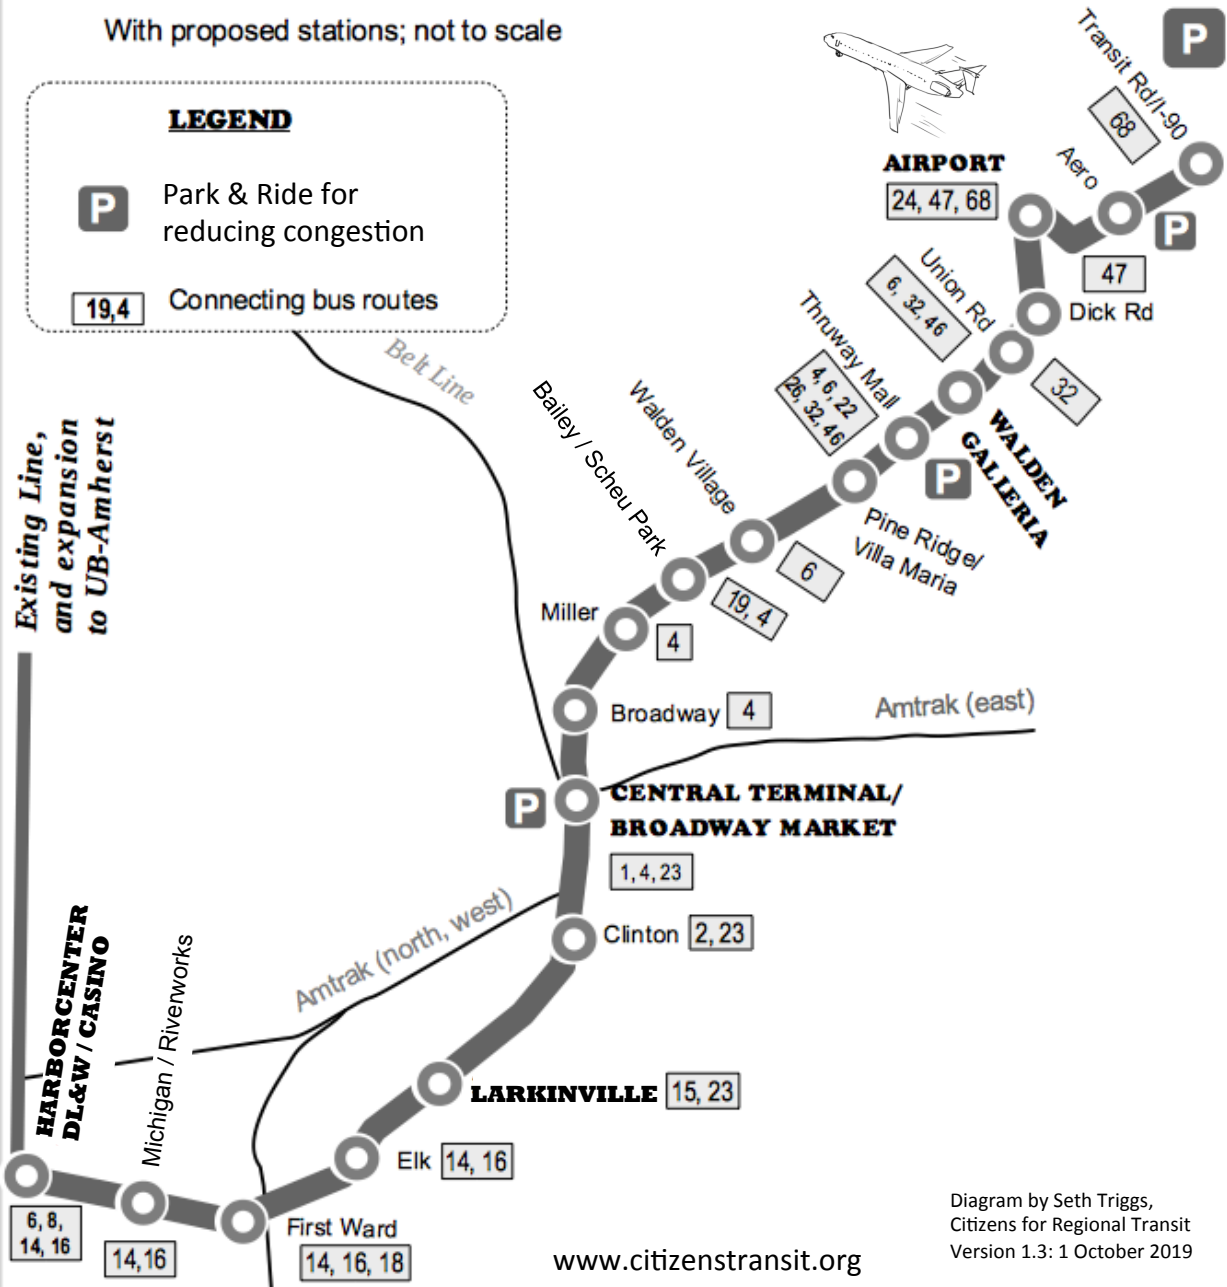 With proposed stations; not to scale
LEGEND
P
Park & Ride for
reducing congestion
19,4
Connecting bus routes
P
Transit Rd/I-90
68
Aero
P
AIRPORT
24, 47, 68
47
Dick Rd
Union Rd
6, 32, 46
32
Thruway Mall
4, 6, 22
26, 32, 46
WALDEN
GALLERIA
P
Pine Ridge/
Villa Maria
Walden Village
6
Bailey / Scheu Park
19, 4
Miller
4
Broadway
4
Belt Line
Amtrak (east)
P
CENTRAL TERMINAL/
BROADWAY MARKET
1, 4, 23
Clinton
2, 23
Amtrak (north, west)
LARKINVILLE
15, 23
Elk
14, 16
First Ward
14, 16, 18
Michigan / Riverworks
14,16
HARBORCENTER
DL&W / CASINO
6, 8,
14, 16
Existing Line,
and expansion
to UB-Amherst
www.citizenstransit.org
Diagram by Seth Triggs,
Citizens for Regional Transit
Version 1.3: 1 October 2019